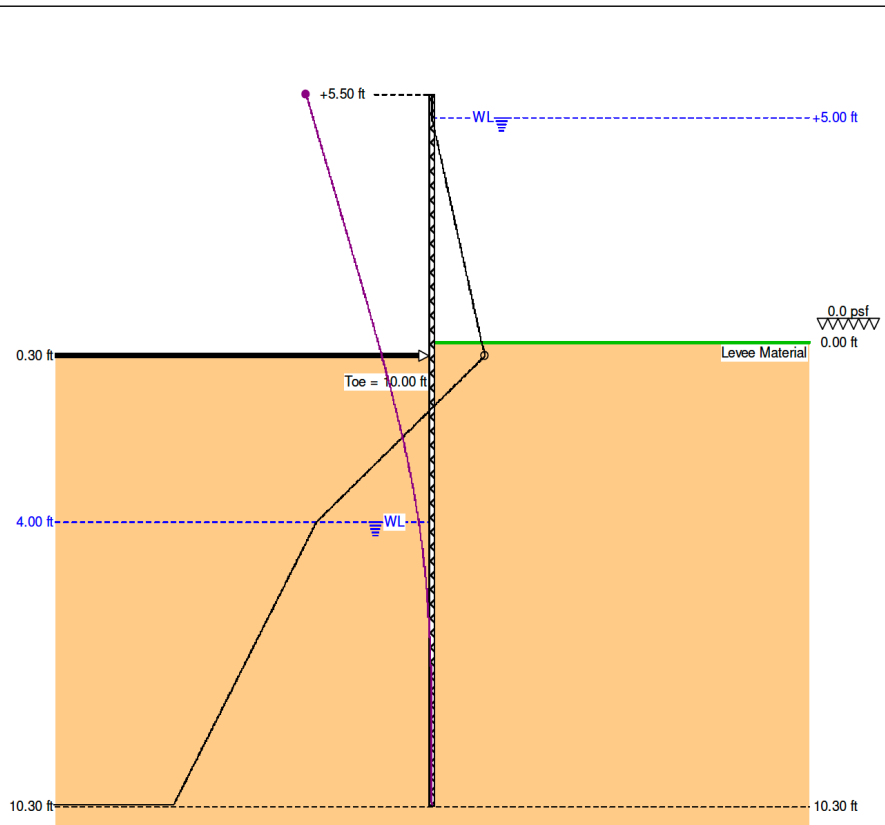 +5.50 ft
WL
+5.00 ft
0.0 psf
0.00 ft
0.30 ft
Levee Material
Toe = 10.00 ft
4.00 ft
WL
10.30 ft
10.30 ft